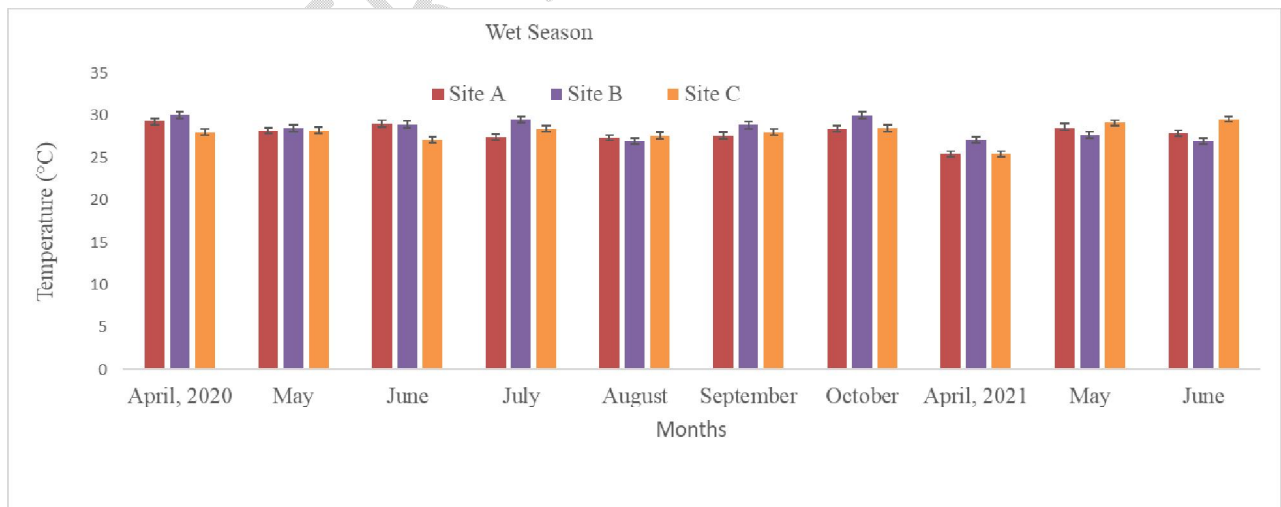 Wet Season
Site A Site B Site C
Temperature (°C)
35
30
25
20
15
10
5
0
April, 2020 May June July August September October April, 2021 May June
Months